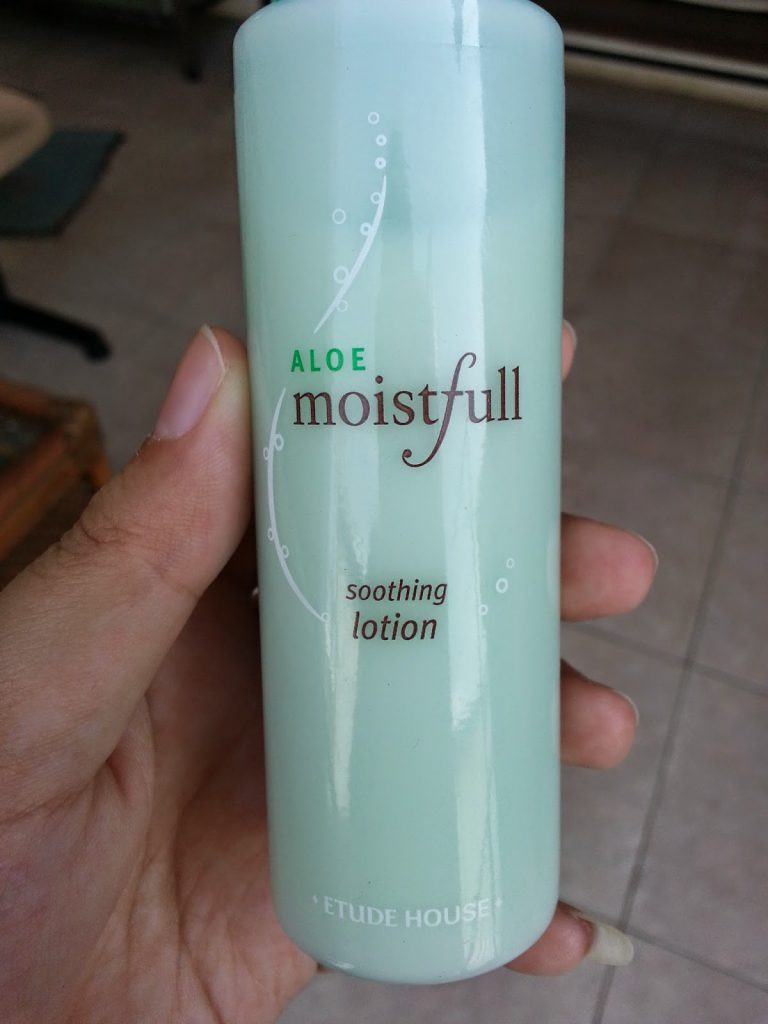 ALOE
moistfull
soothing
lotion
ETUDE HOUSE